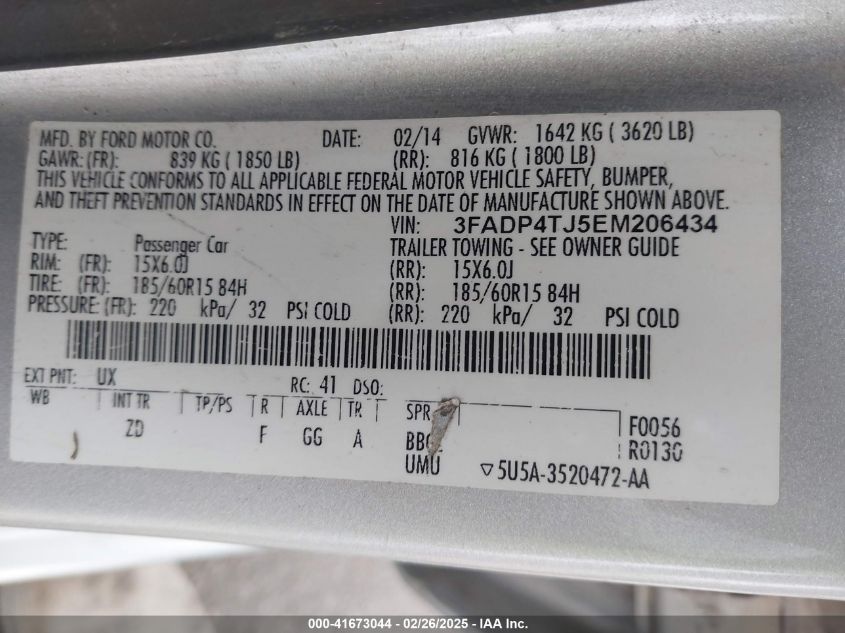 MFD. BY FORD MOTOR CO. DATE: 02/14 GVWR: 1642 KG ( 3620 LB)
GAWR: (FR): 839 KG ( 1850 LB) (RR): 816 KG ( 1800 LB)
THIS VEHICLE CONFORMS TO ALL APPLICABLE FEDERAL MOTOR VEHICLE SAFETY, BUMPER,
AND THEFT PREVENTION STANDARDS IN EFFECT ON THE DATE OF MANUFACTURE SHOWN ABOVE.
VIN: 3FADP4TJ5EM206434
TYPE: Passenger Car TRAILER TOWING - SEE OWNER GUIDE
RIM: (FR): 15X6.0J (RR): 15X6.0J
TIRE: (FR): 185/60R15 84H (RR): 185/60R15 84H
PRESSURE: (FR): 220 kPa/ 32 PSI COLD (RR): 220 kPa/ 32 PSI COLD
EXT PNT: UX RC: 41 DSO:
WB INT TR TP/PS R AXLE TR SPR
ZD F GG A BBC F0056
UMU R0130
▽5U5A-3520472-AA
000-41673044 - 02/26/2025 - IAA Inc.